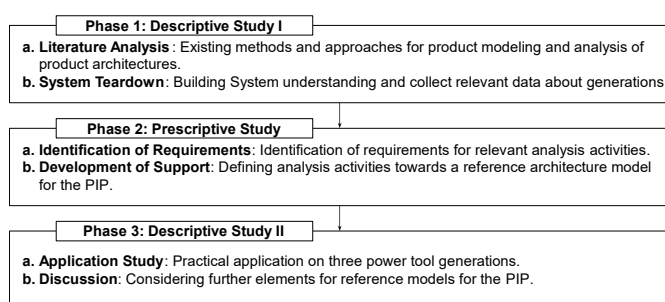 Phase 1: Descriptive Study I
a. Literature Analysis : Existing methods and approaches for product modeling and analysis of
product architectures.
b. System Teardown: Building System understanding and collect relevant data about generations
Phase 2: Prescriptive Study
a. Identification of Requirements: Identification of requirements for relevant analysis activities.
b. Development of Support: Defining analysis activities towards a reference architecture model
for the PIP.
Phase 3: Descriptive Study II
a. Application Study: Practical application on three power tool generations.
b. Discussion: Considering further elements for reference models for the PIP.